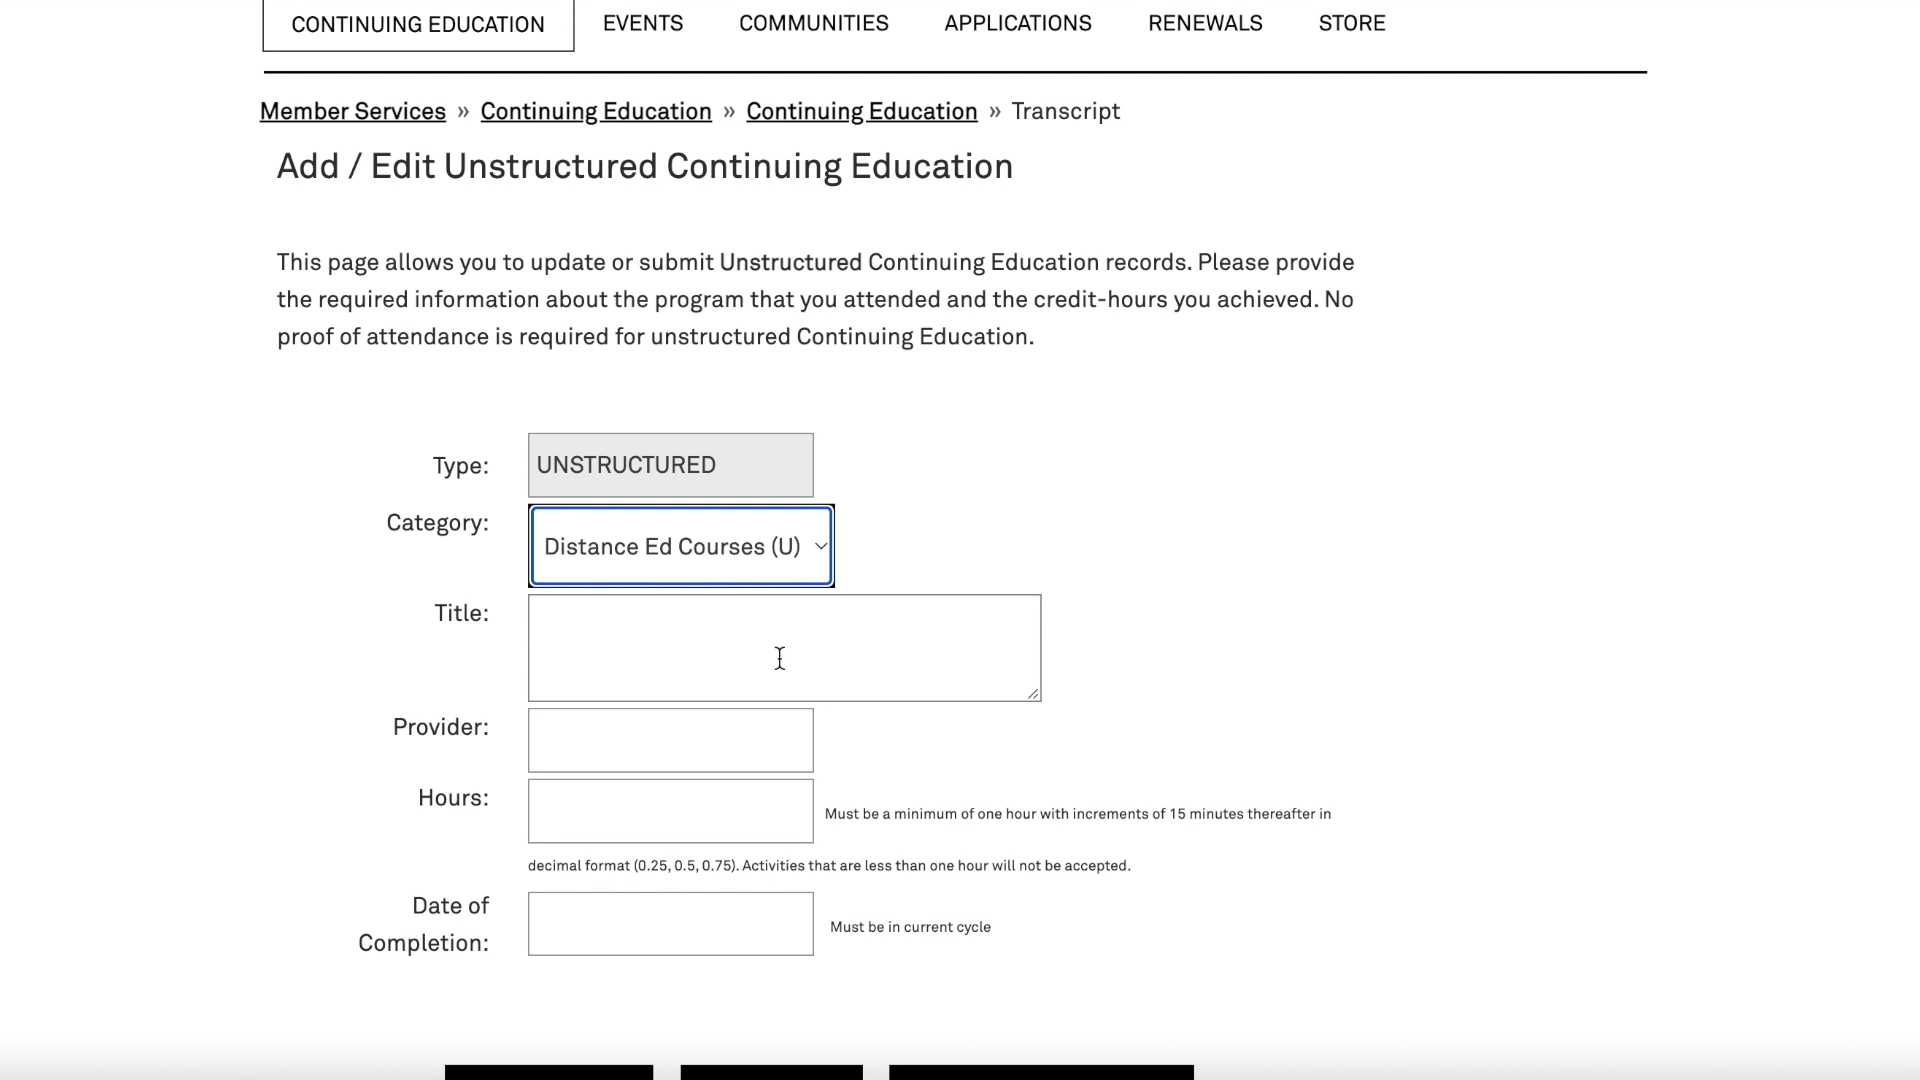 CONTINUING EDUCATION EVENTS COMMUNITIES APPLICATIONS RENEWALS STORE
Member Services » Continuing Education » Continuing Education » Transcript
Add / Edit Unstructured Continuing Education
This page allows you to update or submit Unstructured Continuing Education records. Please provide
the required information about the program that you attended and the credit-hours you achieved. No
proof of attendance is required for unstructured Continuing Education.
Type: UNSTRUCTURED
Category: Distance Ed Courses (U)
Title:
Provider:
Hours: Must be a minimum of one hour with increments of 15 minutes thereafter in
decimal format (0.25, 0.5, 0.75). Activities that are less than one hour will not be accepted.
Date of
Completion: Must be in current cycle